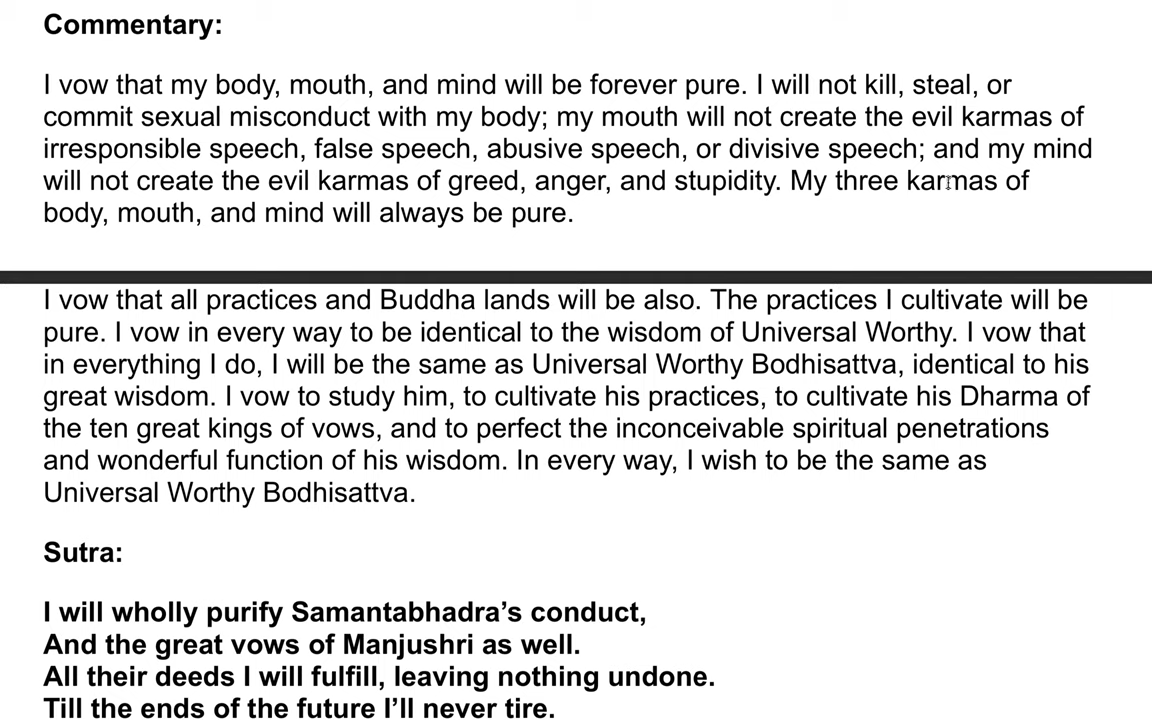 Commentary:
I vow that my body, mouth, and mind will be forever pure. I will not kill, steal, or
commit sexual misconduct with my body; my mouth will not create the evil karmas of
irresponsible speech, false speech, abusive speech, or divisive speech; and my mind
will not create the evil karmas of greed, anger, and stupidity. My three karmas of
body, mouth, and mind will always be pure.
I vow that all practices and Buddha lands will be also. The practices I cultivate will be
pure. I vow in every way to be identical to the wisdom of Universal Worthy. I vow that
in everything I do, I will be the same as Universal Worthy Bodhisattva, identical to his
great wisdom. I vow to study him, to cultivate his practices, to cultivate his Dharma of
the ten great kings of vows, and to perfect the inconceivable spiritual penetrations
and wonderful function of his wisdom. In every way, I wish to be the same as
Universal Worthy Bodhisattva.
Sutra:
I will wholly purify Samantabhadra’s conduct,
And the great vows of Manjushri as well.
All their deeds I will fulfill, leaving nothing undone.
Till the ends of the future I’ll never tire.